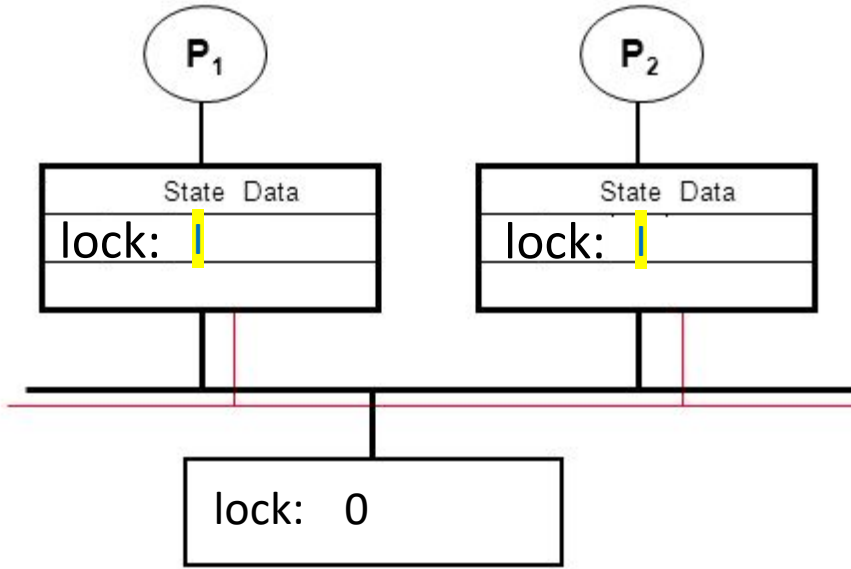 P₁ P₂
State Data State Data
lock: I lock: I
lock: 0